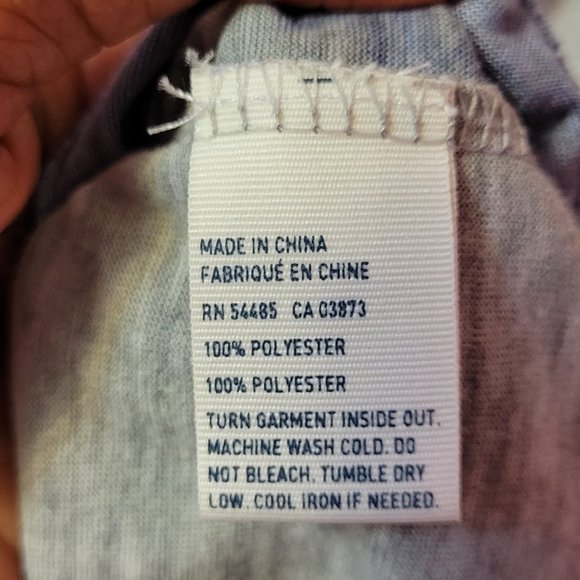 MADE IN CHINA
FABRIQUÉ EN CHINE
RN 54485 CA 03873
100% POLYESTER
100% POLYESTER
TURN GARMENT INSIDE OUT.
MACHINE WASH COLD. DO
NOT BLEACH. TUMBLE DRY
LOW. COOL IRON IF NEEDED.